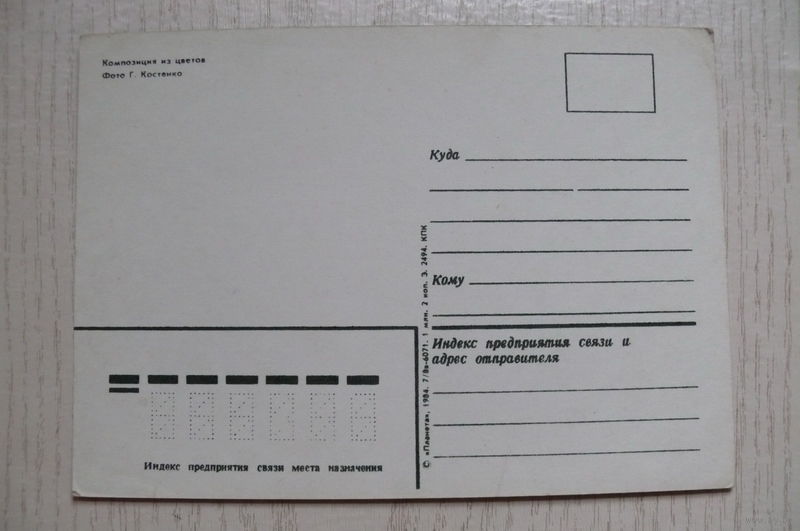 Композиция из цветов
Фото Г. Костенко
Куда
Кому
© «Планета», 1984. 7/8в-6071. 1 млн. 2 коп. З. 2494. КПК
Индекс предприятия связи и
адрес отправителя
Индекс предприятия связи места назначения